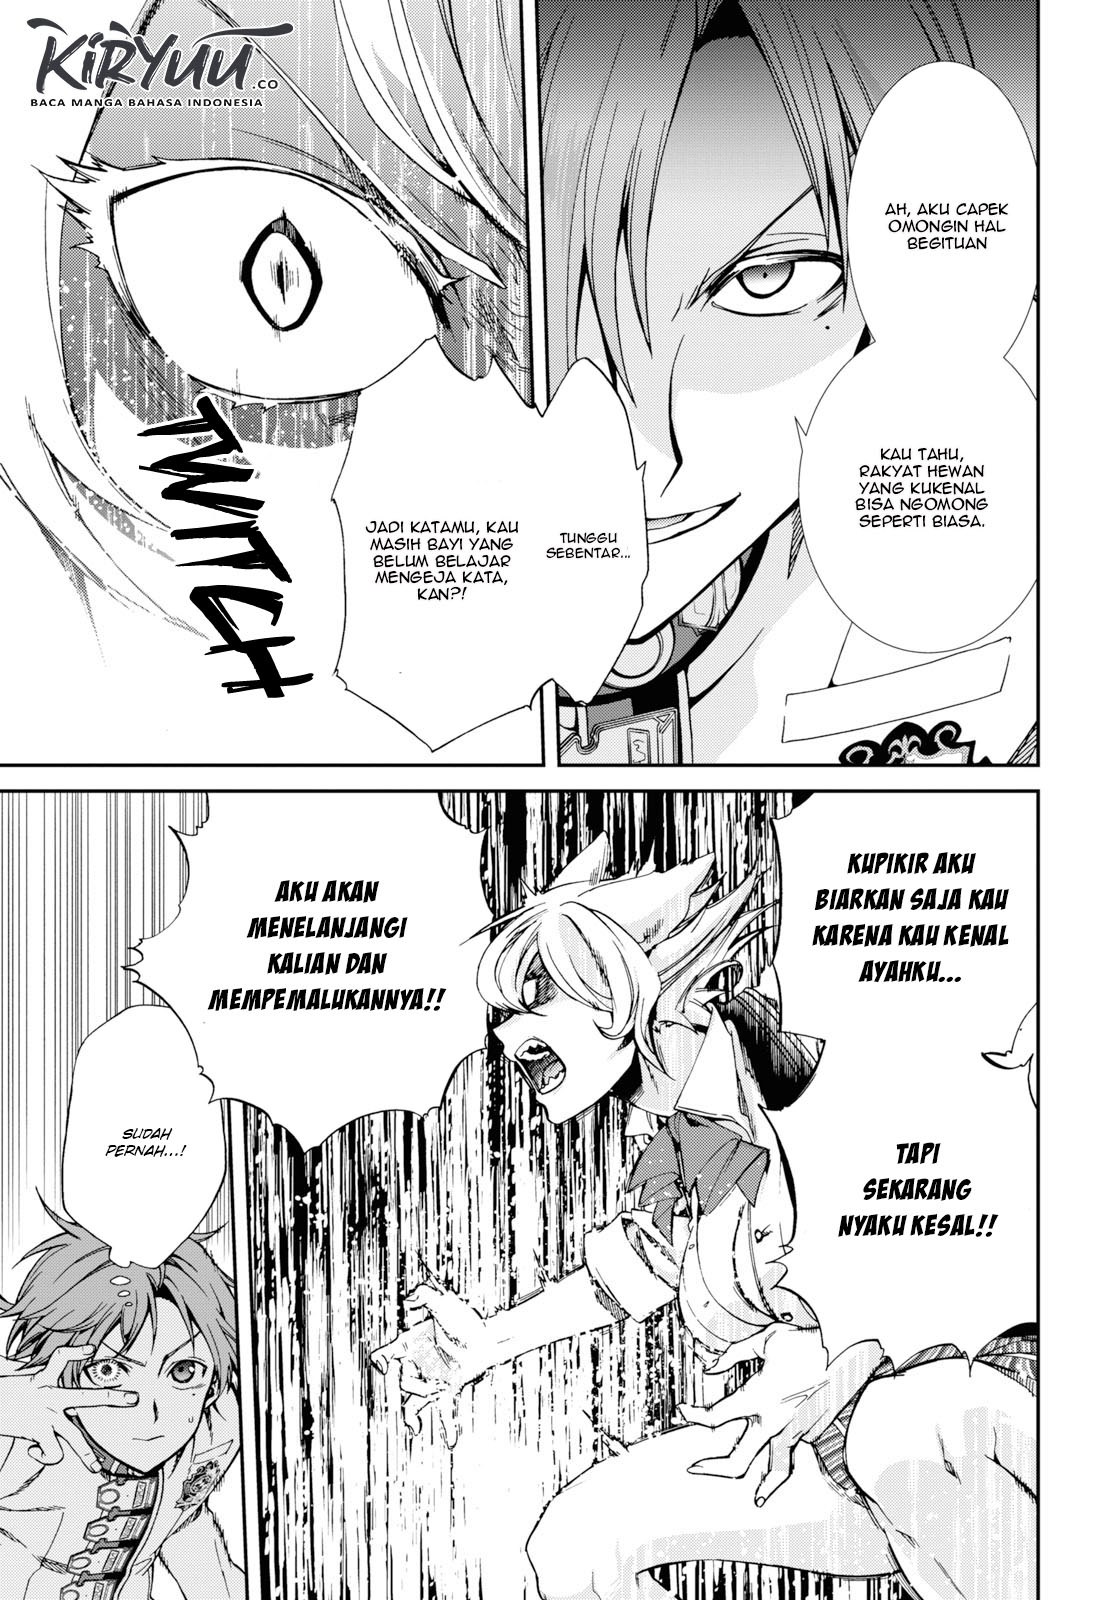 KiRYUU.CO
BACA MANGA BAHASA INDONESIA
AH, AKU CAPEK
OMONGIN HAL
BEGITUAN
KAU TAHU,
RAKYAT HEWAN
YANG KUKENAL
BISA NGOMONG
SEPERTI BIASA.
TUNGGU
SEBENTAR...
JADI KATAMU, KAU
MASIH BAYI YANG
BELUM BELAJAR
MENGEJA KATA,
KAN?!
TWITCH
KUPIKIR AKU
BIARKAN SAJA KAU
KARENA KAU KENAL
AYAHKU...
TAPI
SEKARANG
NYAKU KESAL!!
AKU AKAN
MENELANJANGI
KALIAN DAN
MEMPEMALUKANNYA!!
SUDAH
PERNAH...!